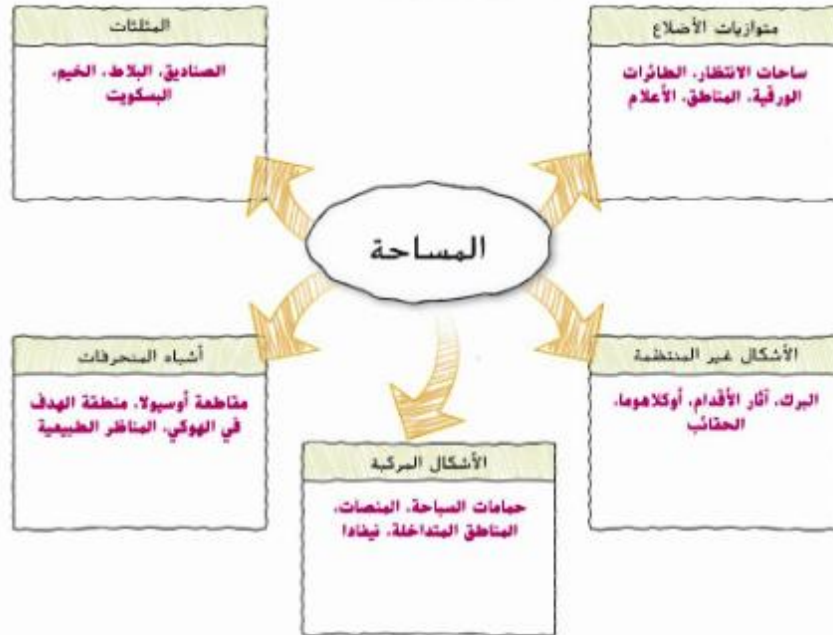 متوازيات الأضلاع
ساحات الانتظار، الطائرات
الورقية، المناطق، الأعلام
المثلثات
الصناديق، البلاط، الخيم،
البسكويت
المساحة
الأشكال غير المنتظمة
البرك، آثار الأقدام، أوكلاهوما،
الحقائب
أشباه المنحرفات
مقاطعة أوسيولا، منطقة الهدف
في الهوكي، المناظر الطبيعية
الأشكال المركبة
حمامات السباحة، المنصات،
المناطق المتداخلة، نيفادا